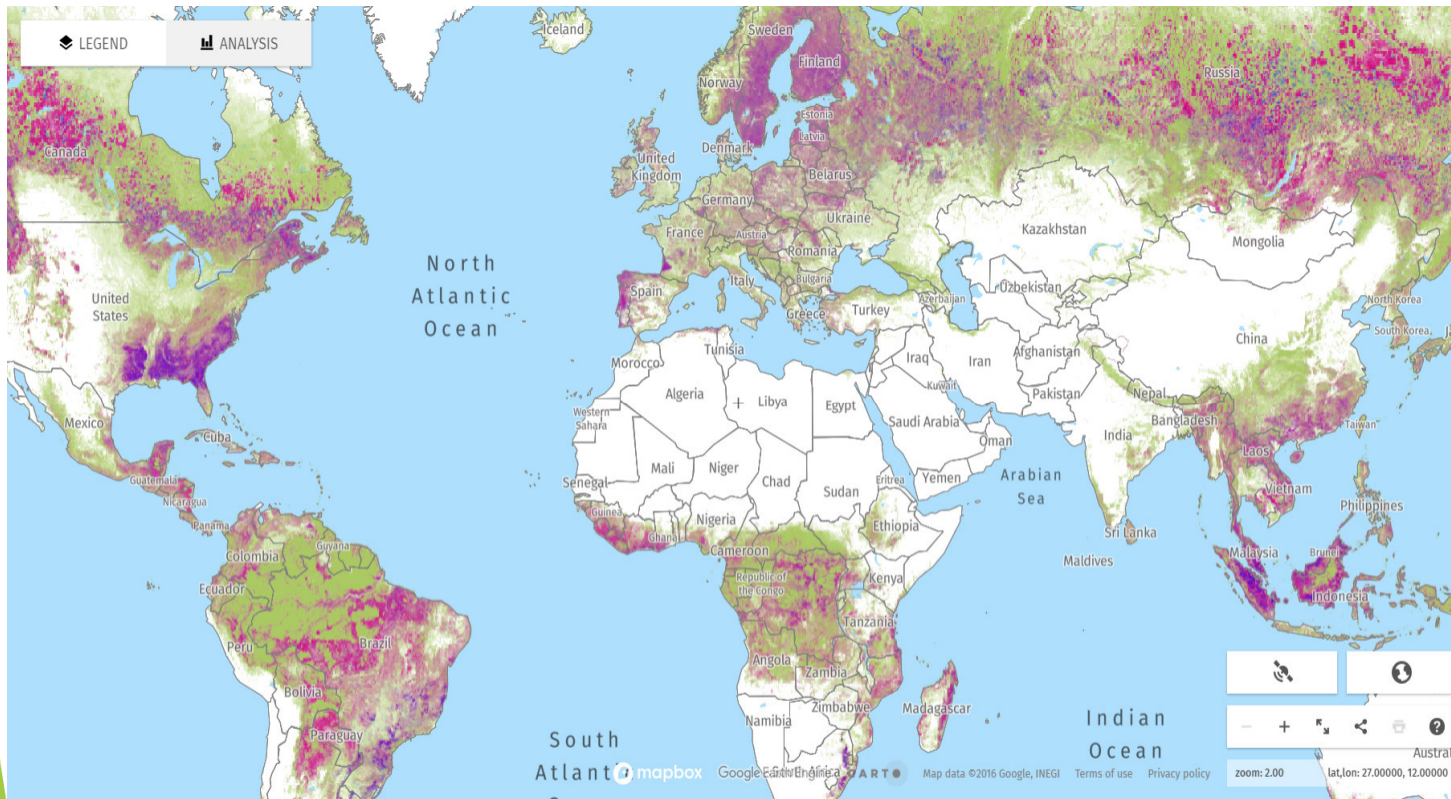 LEGEND
ANALYSIS
Iceland
Sweden
Finland
Norway
Russia
Estonia
Latvia
Canada
United
Kingdom
Denmark
Belarus
Germany
Ukraine
France
Austria
Romania
Kazakhstan
Mongolia
North
Atlantic
Ocean
United
States
Spain
Italy
Bulgaria
Greece
Turkey
Azerbaijan
Uzbekistan
North Korea
South Korea
China
Tunisia
Morocco
Iraq
Iran
Afghanistan
Kuwait
Pakistan
Nepal
Algeria
Libya
Egypt
Western
Sahara
Saudi Arabia
Oman
India
Bangladesh
Taiwan
Mexico
Cuba
Mali
Niger
Chad
Sudan
Eritrea
Yemen
Arabian
Sea
Laos
Vietnam
Philippines
Guatemala
Nicaragua
Panama
Senegal
Guinea
Ghana
Nigeria
Ethiopia
Sri Lanka
Maldives
Malaysia
Brunei
Indonesia
Colombia
Guyana
Ecuador
Cameroon
Republic of
the Congo
Kenya
Tanzania
Peru
Brazil
Bolivia
Paraguay
Angola
Zambia
Zimbabwe
Namibia
Madagascar
Indian
Ocean
South
Atlant
mapbox
Google Earth Engine
CARTO
Map data ©2016 Google, INEGI
Terms of use
Privacy policy
zoom: 2.00
lat,lon: 27.00000, 12.00000
Austral